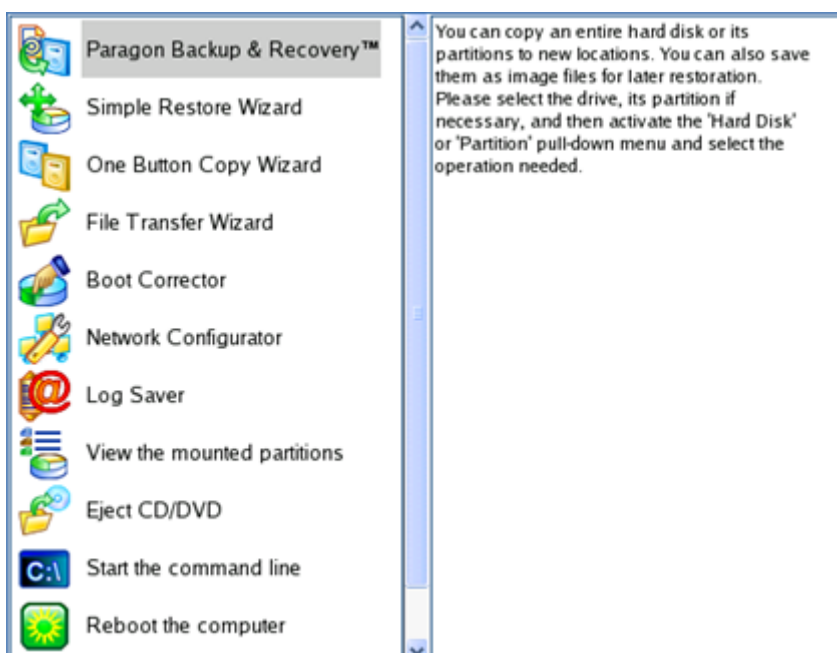 Paragon Backup & Recovery™
Simple Restore Wizard
One Button Copy Wizard
File Transfer Wizard
Boot Corrector
Network Configurator
Log Saver
View the mounted partitions
Eject CD/DVD
C:\
Start the command line
Reboot the computer
You can copy an entire hard disk or its
partitions to new locations. You can also save
them as image files for later restoration.
Please select the drive, its partition if
necessary, and then activate the 'Hard Disk'
or 'Partition' pull-down menu and select the
operation needed.